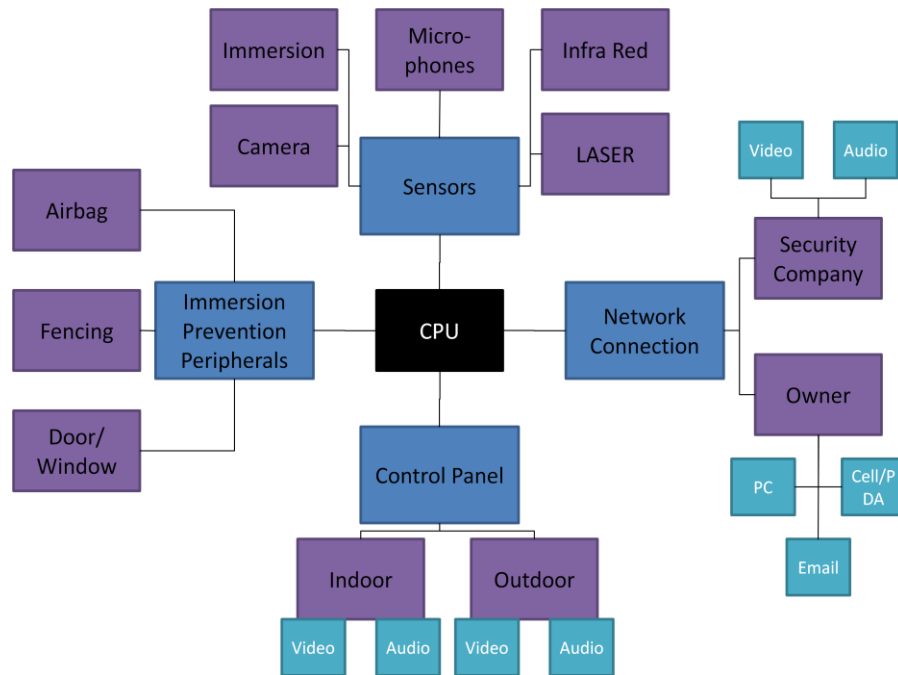 Immersion
Micro-
phones
Infra Red
Camera
LASER
Sensors
Video
Audio
Airbag
Security
Company
Fencing
Immersion
Prevention
Peripherals
CPU
Network
Connection
Door/
Window
Owner
Control Panel
PC
Cell/P
DA
Email
Indoor
Outdoor
Video
Audio
Video
Audio